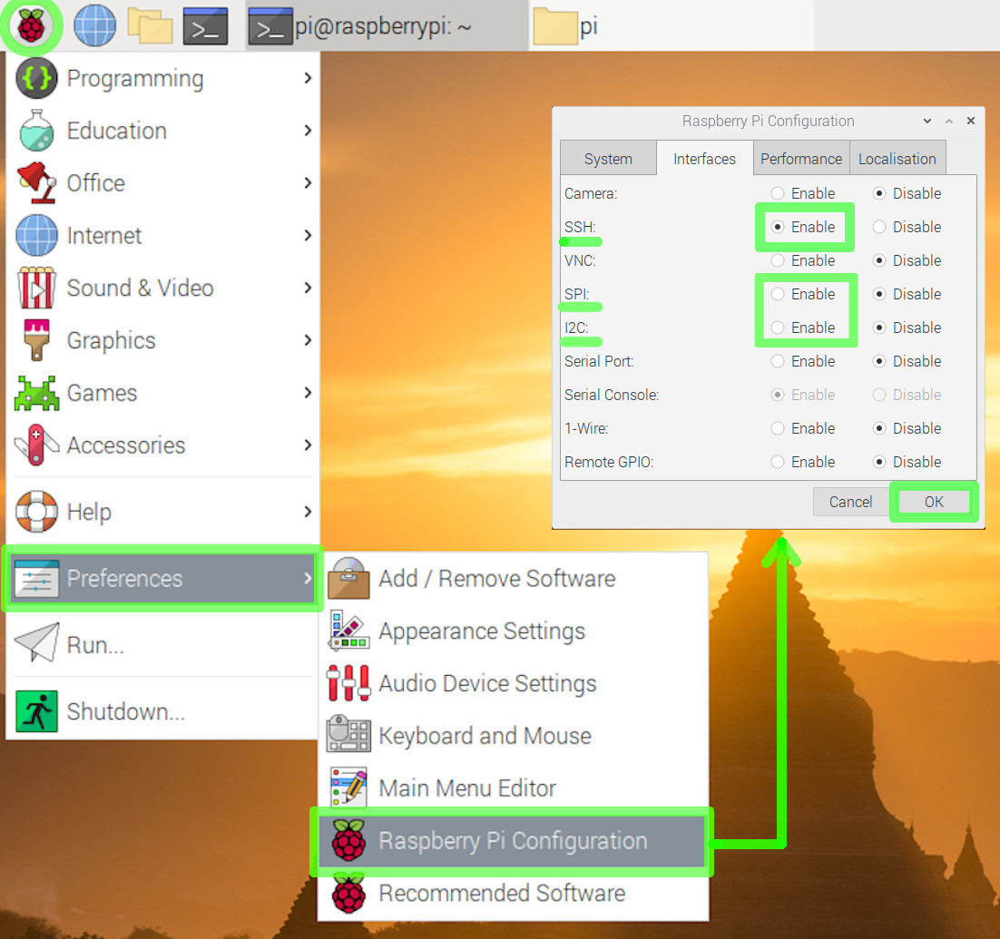 pi@raspberrypi: ~
pi
Programming
Education
Office
Internet
Sound & Video
Graphics
Games
Accessories
Help
Preferences
Run...
Shutdown...
Add / Remove Software
Appearance Settings
Audio Device Settings
Keyboard and Mouse
Main Menu Editor
Raspberry Pi Configuration
Recommended Software
Raspberry Pi Configuration
System Interfaces Performance Localisation
Camera: Enable Disable
SSH: Enable Disable
VNC: Enable Disable
SPI: Enable Disable
I2C: Enable Disable
Serial Port: Enable Disable
Serial Console: Enable Disable
1-Wire: Enable Disable
Remote GPIO: Enable Disable
Cancel OK